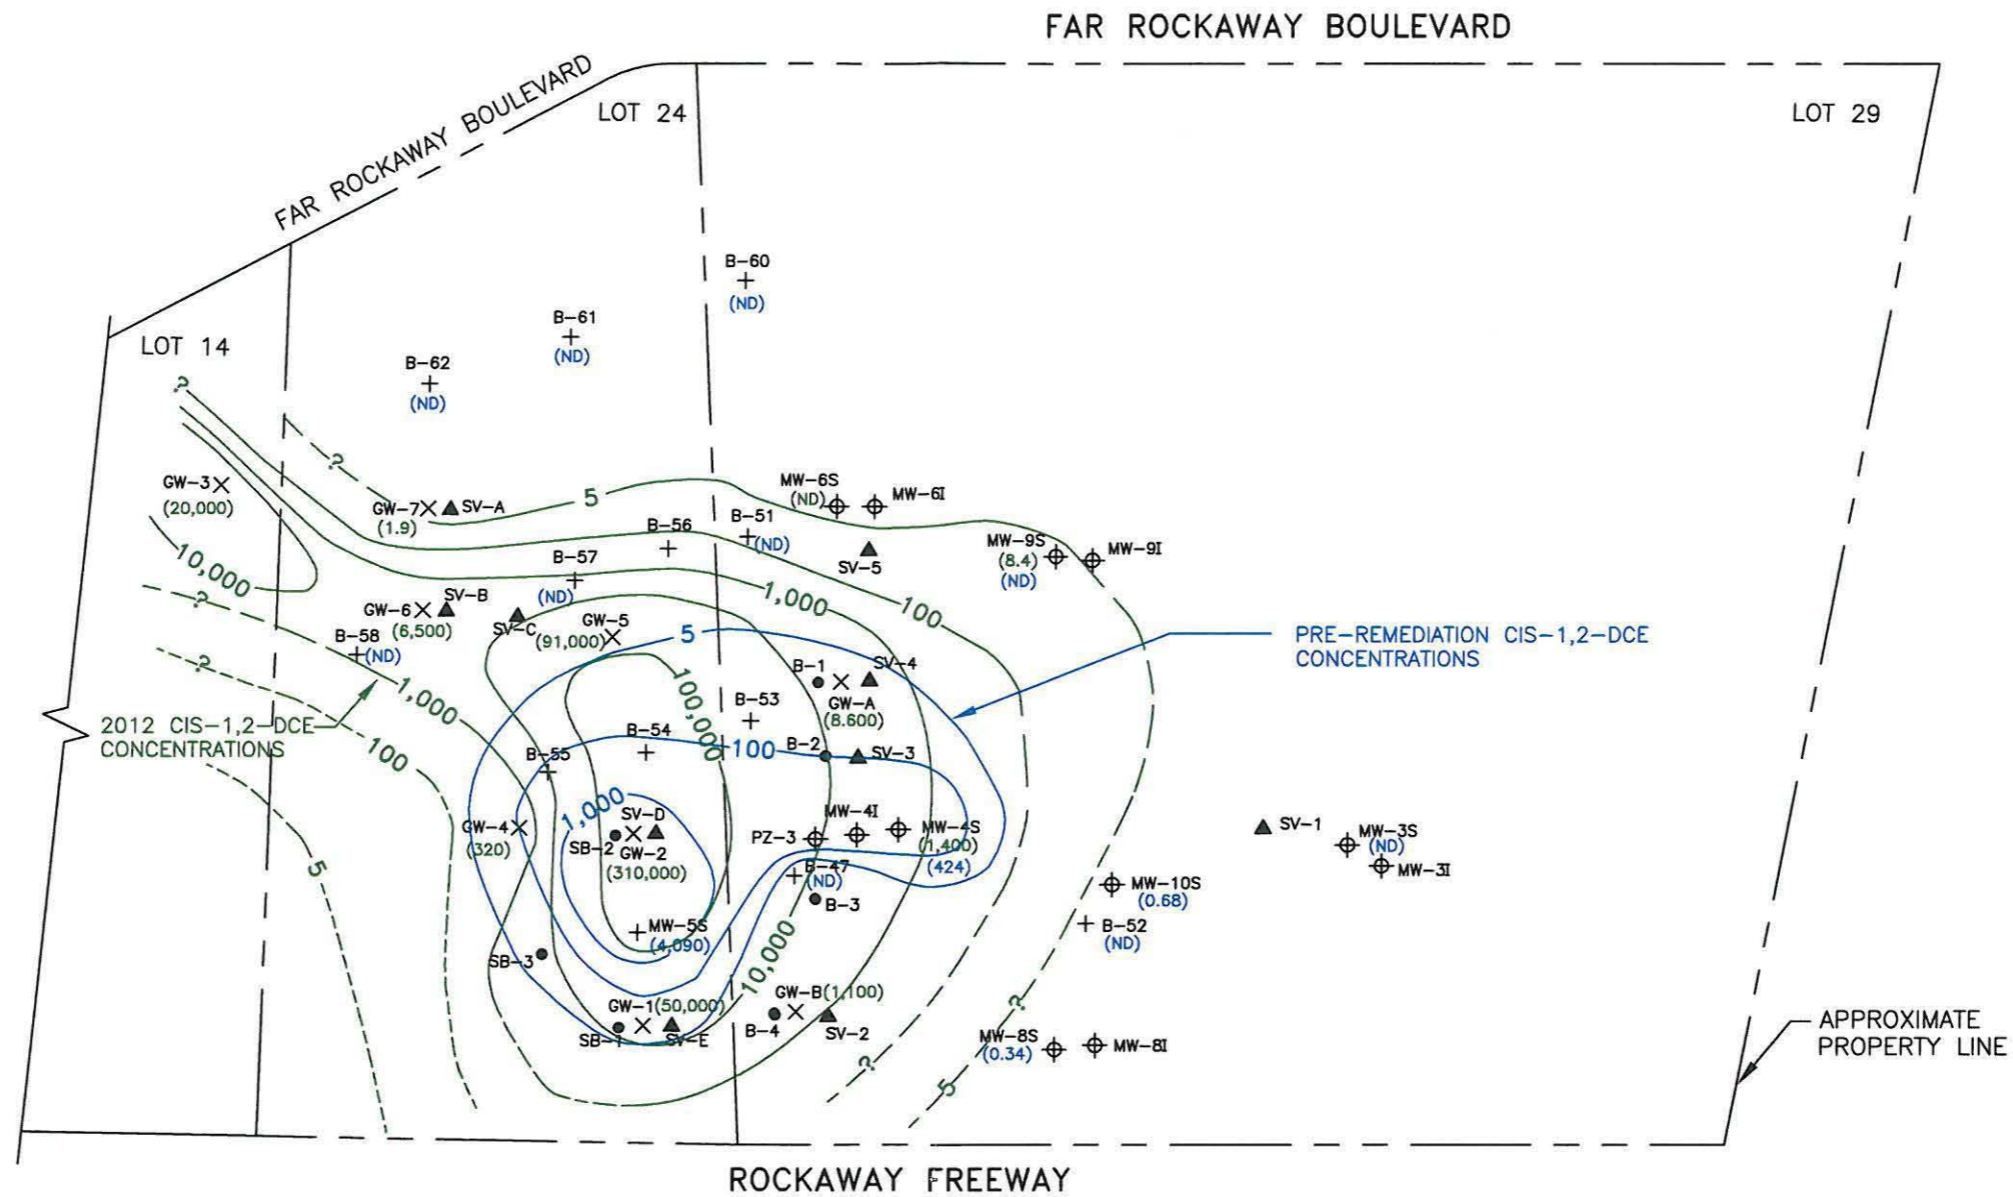 FAR ROCKAWAY BOULEVARD
FAR ROCKAWAY BOULEVARD
LOT 24
LOT 29
LOT 14
B-60
(ND)
B-61
(ND)
B-62
(ND)
?
?
GW-3
(20,000)
GW-7
(1.9)
SV-A
5
MW-6S
(ND)
MW-6I
B-56
B-51
(ND)
SV-5
MW-9S
(8.4)
(ND)
MW-9I
10,000
B-57
(ND)
1,000
100
?
GW-6
(6,500)
SV-B
SV-C
(91,000)
GW-5
B-58
(ND)
5
?
PRE-REMEDIATION CIS-1,2-DCE
CONCENTRATIONS
B-1
SV-4
GW-A
(8.600)
1,000
100,000
B-53
2012 CIS-1,2-DCE
CONCENTRATIONS
100
B-54
B-55
100
B-2
SV-3
1,000
SV-D
SB-2
GW-2
(310,000)
GW-4
(320)
PZ-3
MW-4I
MW-4S
(1,400)
(424)
SV-1
MW-3S
(ND)
MW-3I
5
B-47
(ND)
B-3
MW-10S
(0.68)
B-52
(ND)
MW-5S
(4,090)
SB-3
10,000
GW-1(50,000)
SB-1
SV-E
GW-B(1,100)
B-4
SV-2
?
?
MW-8S
(0.34)
MW-8I
5
APPROXIMATE
PROPERTY LINE
ROCKAWAY FREEWAY